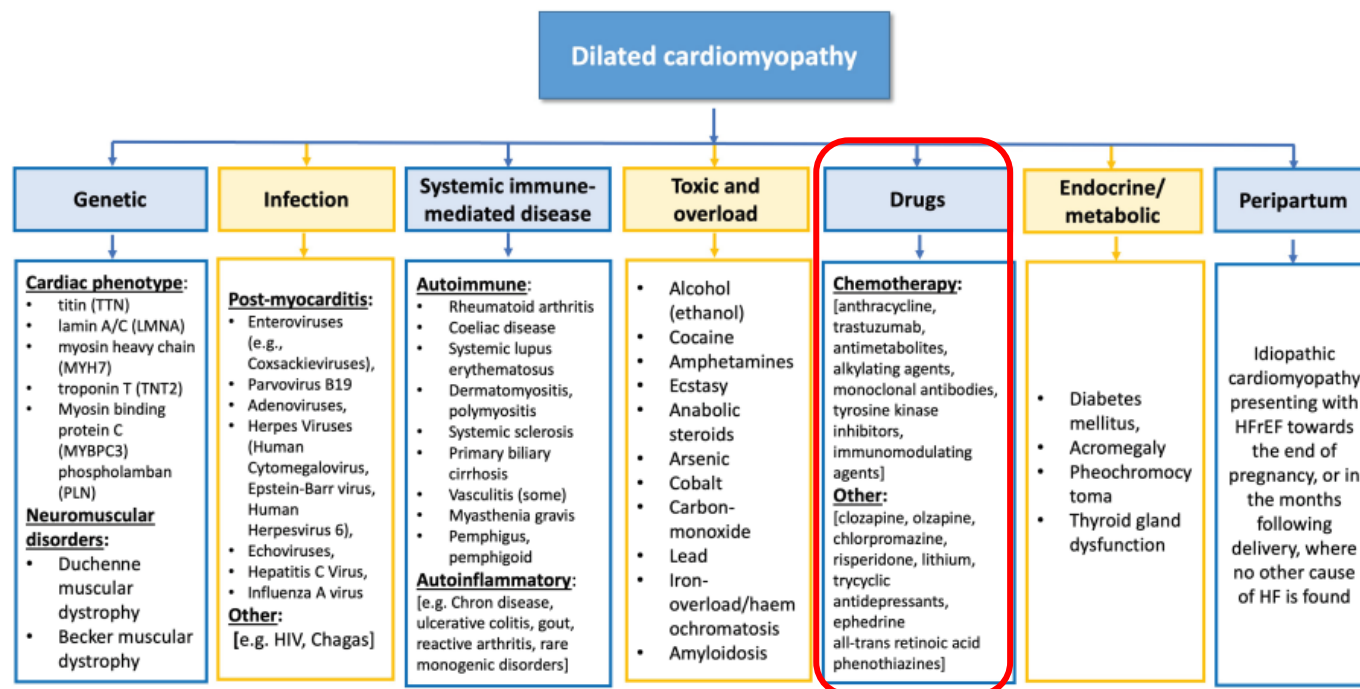 Dilated cardiomyopathy
Genetic
Cardiac phenotype:
• titin (TTN)
• lamin A/C (LMNA)
• myosin heavy chain
(MYH7)
• troponin T (TNT2)
• Myosin binding
protein C
(MYBPC3)
phospholamban
(PLN)
Neuromuscular
disorders:
• Duchenne
muscular
dystrophy
• Becker muscular
dystrophy
Infection
Post-myocarditis:
• Enteroviruses
(e.g.,
Coxsackieviruses),
• Parvovirus B19
• Adenoviruses,
• Herpes Viruses
(Human
Cytomegalovirus,
Epstein-Barr virus,
Human
Herpesvirus 6),
• Echoviruses,
• Hepatitis C Virus,
• Influenza A virus
Other:
[e.g. HIV, Chagas]
Systemic immune-
mediated disease
Autoimmune:
• Rheumatoid arthritis
• Coeliac disease
• Systemic lupus
erythematosus
• Dermatomyositis,
polymyositis
• Systemic sclerosis
• Primary biliary
cirrhosis
• Vasculitis (some)
• Myasthenia gravis
• Pemphigus,
pemphigoid
Autoinflammatory:
[e.g. Chron disease,
ulcerative colitis, gout,
reactive arthritis, rare
monogenic disorders]
Toxic and
overload
• Alcohol
(ethanol)
• Cocaine
• Amphetamines
• Ecstasy
• Anabolic
steroids
• Arsenic
• Cobalt
• Carbon-
monoxide
• Lead
• Iron-
overload/haem
ochromatosis
• Amyloidosis
Drugs
Chemotherapy:
[anthracycline,
trastuzumab,
antimetabolites,
alkylating agents,
monoclonal antibodies,
tyrosine kinase
inhibitors,
immunomodulating
agents]
Other:
[clozapine, olzapine,
chlorpromazine,
risperidone, lithium,
trycyclic
antidepressants,
ephedrine
all-trans retinoic acid
phenothiazines]
Endocrine/
metabolic
• Diabetes
mellitus,
• Acromegaly
• Pheochromocy
toma
• Thyroid gland
dysfunction
Peripartum
Idiopathic
cardiomyopathy
presenting with
HFrEF towards
the end of
pregnancy, or in
the months
following
delivery, where
no other cause
of HF is found